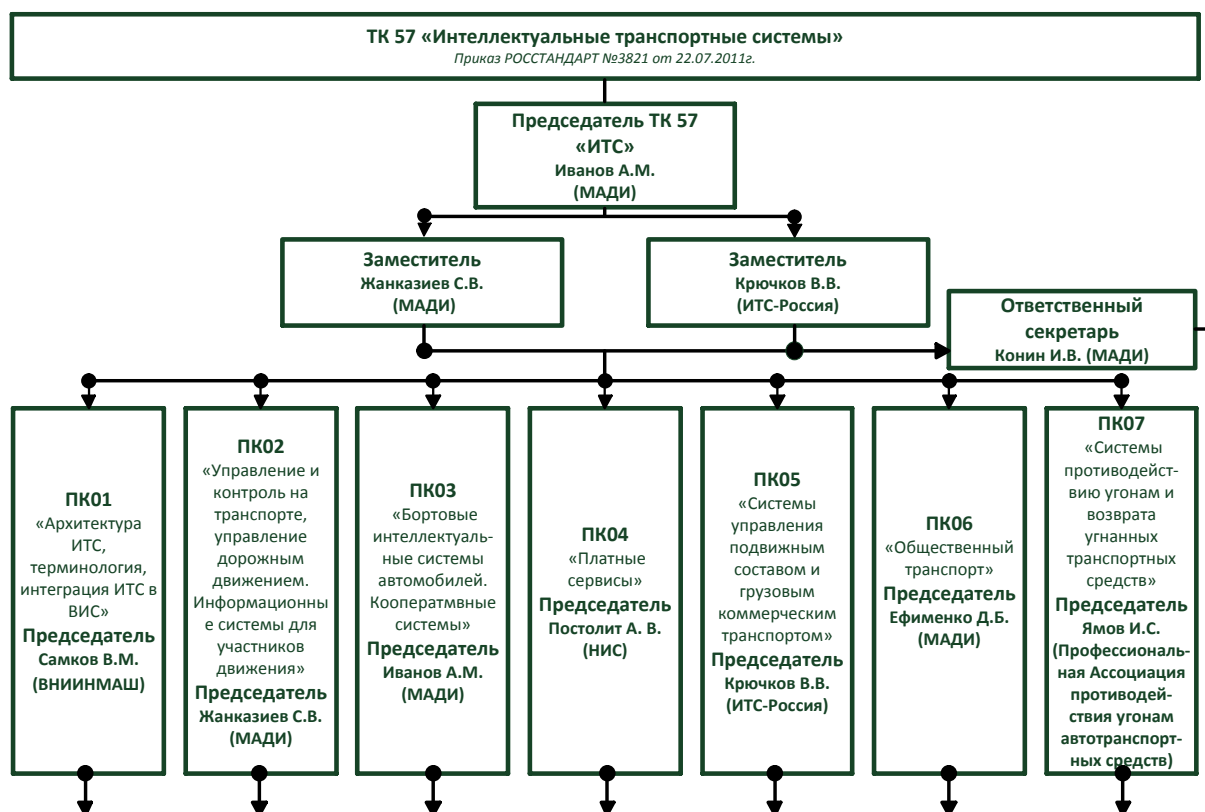 ТК 57 «Интеллектуальные транспортные системы»
Приказ РОССТАНДАРТ №3821 от 22.07.2011г.
Председатель ТК 57
«ИТС»
Иванов А.М.
(МАДИ)
Заместитель
Жанказиев С.В.
(МАДИ)
Заместитель
Крючков В.В.
(ИТС-Россия)
Ответственный
секретарь
Конин И.В. (МАДИ)
ПК01
«Архитектура
ИТС,
терминология,
интеграция ИТС в
ВИС»
Председатель
Самков В.М.
(ВНИИНМАШ)
ПК02
«Управление и
контроль на
транспорте,
управление
дорожным
движением.
Информационны
е системы для
участников
движения»
Председатель
Жанказиев С.В.
(МАДИ)
ПК03
«Бортовые
интеллектуаль-
ные системы
автомобилей.
Кооператмвные
системы»
Председатель
Иванов А.М.
(МАДИ)
ПК04
«Платные
сервисы»
Председатель
Постолит А. В.
(НИС)
ПК05
«Системы
управления
подвижным
составом и
грузовым
коммерческим
транспортом»
Председатель
Крючков В.В.
(ИТС-Россия)
ПК06
«Общественный
транспорт»
Председатель
Ефименко Д.Б.
(МАДИ)
ПК07
«Системы
противодейст-
вию угонам и
возврата
угнанных
транспортных
средств»
Председатель
Ямов И.С.
(Профессиональ-
ная Ассоциация
противодей-
ствия угонам
автотранспорт-
ных средств)